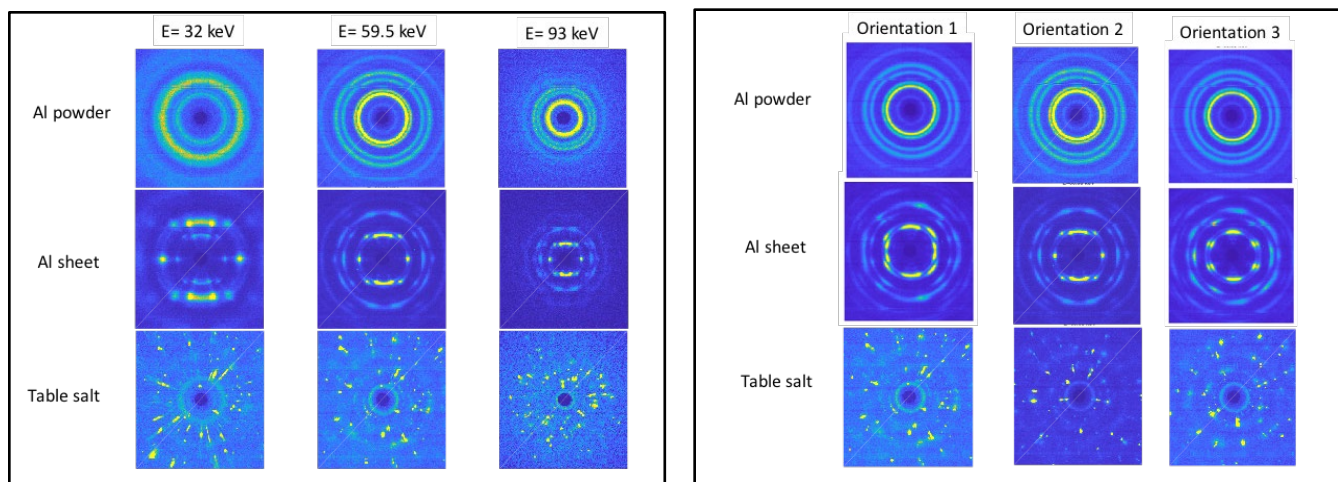 E= 32 keV
E= 59.5 keV
E= 93 keV
Al powder
Al sheet
Table salt
Orientation 1
Orientation 2
Orientation 3
Al powder
Al sheet
Table salt